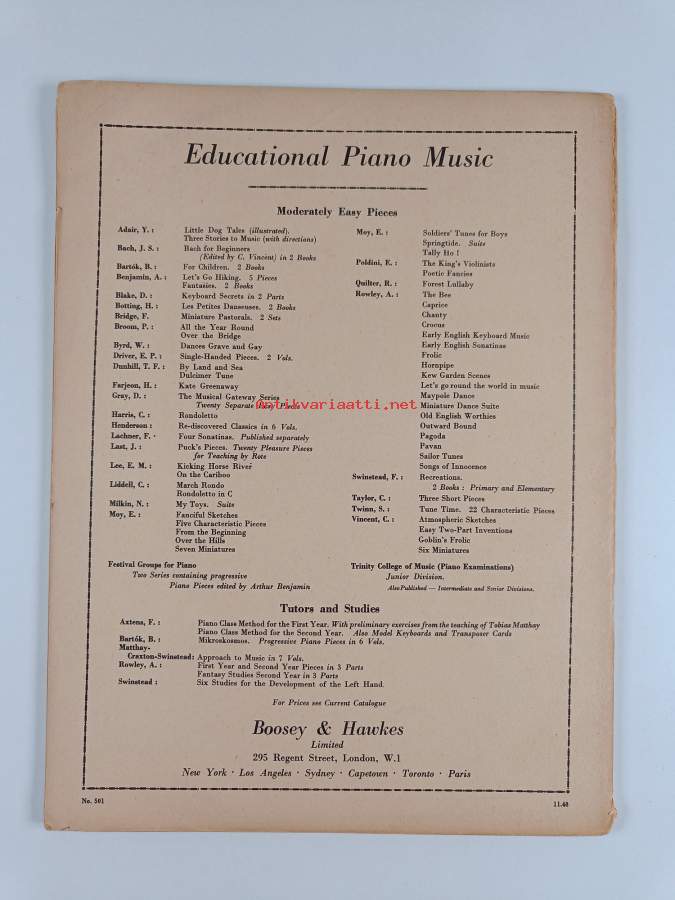 Educational Piano Music
Moderately Easy Pieces
Adair, Y. : Little Dog Tales (illustrated).
Three Stories to Music (with directions)
Bach, J. S. : Bach for Beginners
(Edited by C. Vincent) in 2 Books
Bartók, B. : For Children. 2 Books
Benjamin, A. : Let's Go Hiking. 5 Pieces
Fantasies. 2 Books
Blake, D. : Keyboard Secrets in 2 Parts
Botting, H. : Les Petites Danseuses. 2 Books
Bridge, F. Miniature Pastorals. 2 Sets
Broom, P. : All the Year Round
Over the Bridge
Byrd, W. : Dances Grave and Gay
Driver, E. P. : Single-Handed Pieces. 2 Vols.
Dunhill, T. F. : By Land and Sea
Dulcimer Tune
Farjeon, H. : Kate Greenaway
Gray, D. : The Musical Gateway Series
Twenty Separate Easy Pieces
Harris, C. : Rondoletto
Henderson : Re-discovered Classics in 6 Vols.
Lachner, F. · Four Sonatinas. Published separately
Last, J. : Puck's Pieces. Twenty Pleasure Pieces
for Teaching by Rote
Lee, E. M. : Kicking Horse River
On the Cariboo
Liddell, C. : March Rondo
Rondoletto in C
Milkin, N. : My Toys. Suite
Moy, E. : Fanciful Sketches
Five Characteristic Pieces
From the Beginning
Over the Hills
Seven Miniatures
Moy, E. : Soldiers' Tunes for Boys
Springtide. Suite
Tally Ho !
Poldini, E. : The King's Violinists
Poetic Fancies
Quilter, R. : Forest Lullaby
Rowley, A. : The Bee
Caprice
Chanty
Crocus
Early English Keyboard Music
Early English Sonatinas
Frolic
Hornpipe
Kew Garden Scenes
Let's go round the world in music
Maypole Dance
Miniature Dance Suite
Old English Worthies
Outward Bound
Pagoda
Pavan
Sailor Tunes
Songs of Innocence
Swinstead, F. : Recreations.
2 Books : Primary and Elementary
Taylor, C. : Three Short Pieces
Twinn, S. : Tune Time. 22 Characteristic Pieces
Vincent, C. : Atmospheric Sketches
Easy Two-Part Inventions
Goblin's Frolic
Six Miniatures
Antikvariaatti.net
Festival Groups for Piano
Two Series containing progressive
Piano Pieces edited by Arthur Benjamin
Trinity College of Music (Piano Examinations)
Junior Division.
Also Published — Intermediate and Senior Divisions.
Tutors and Studies
Axtens, F. : Piano Class Method for the First Year. With preliminary exercises from the teaching of Tobias Matthay
Piano Class Method for the Second Year. Also Model Keyboards and Transposer Cards
Bartók, B. : Mikroskosmos. Progressive Piano Pieces in 6 Vols.
Matthay-
Craxton-Swinstead: Approach to Music in 7 Vols.
Rowley, A. : First Year and Second Year Pieces in 3 Parts
Fantasy Studies Second Year in 3 Parts
Swinstead : Six Studies for the Development of the Left Hand.
For Prices see Current Catalogue
Boosey & Hawkes
Limited
295 Regent Street, London, W.1
New York · Los Angeles · Sydney · Capetown · Toronto · Paris
No. 501
11.48